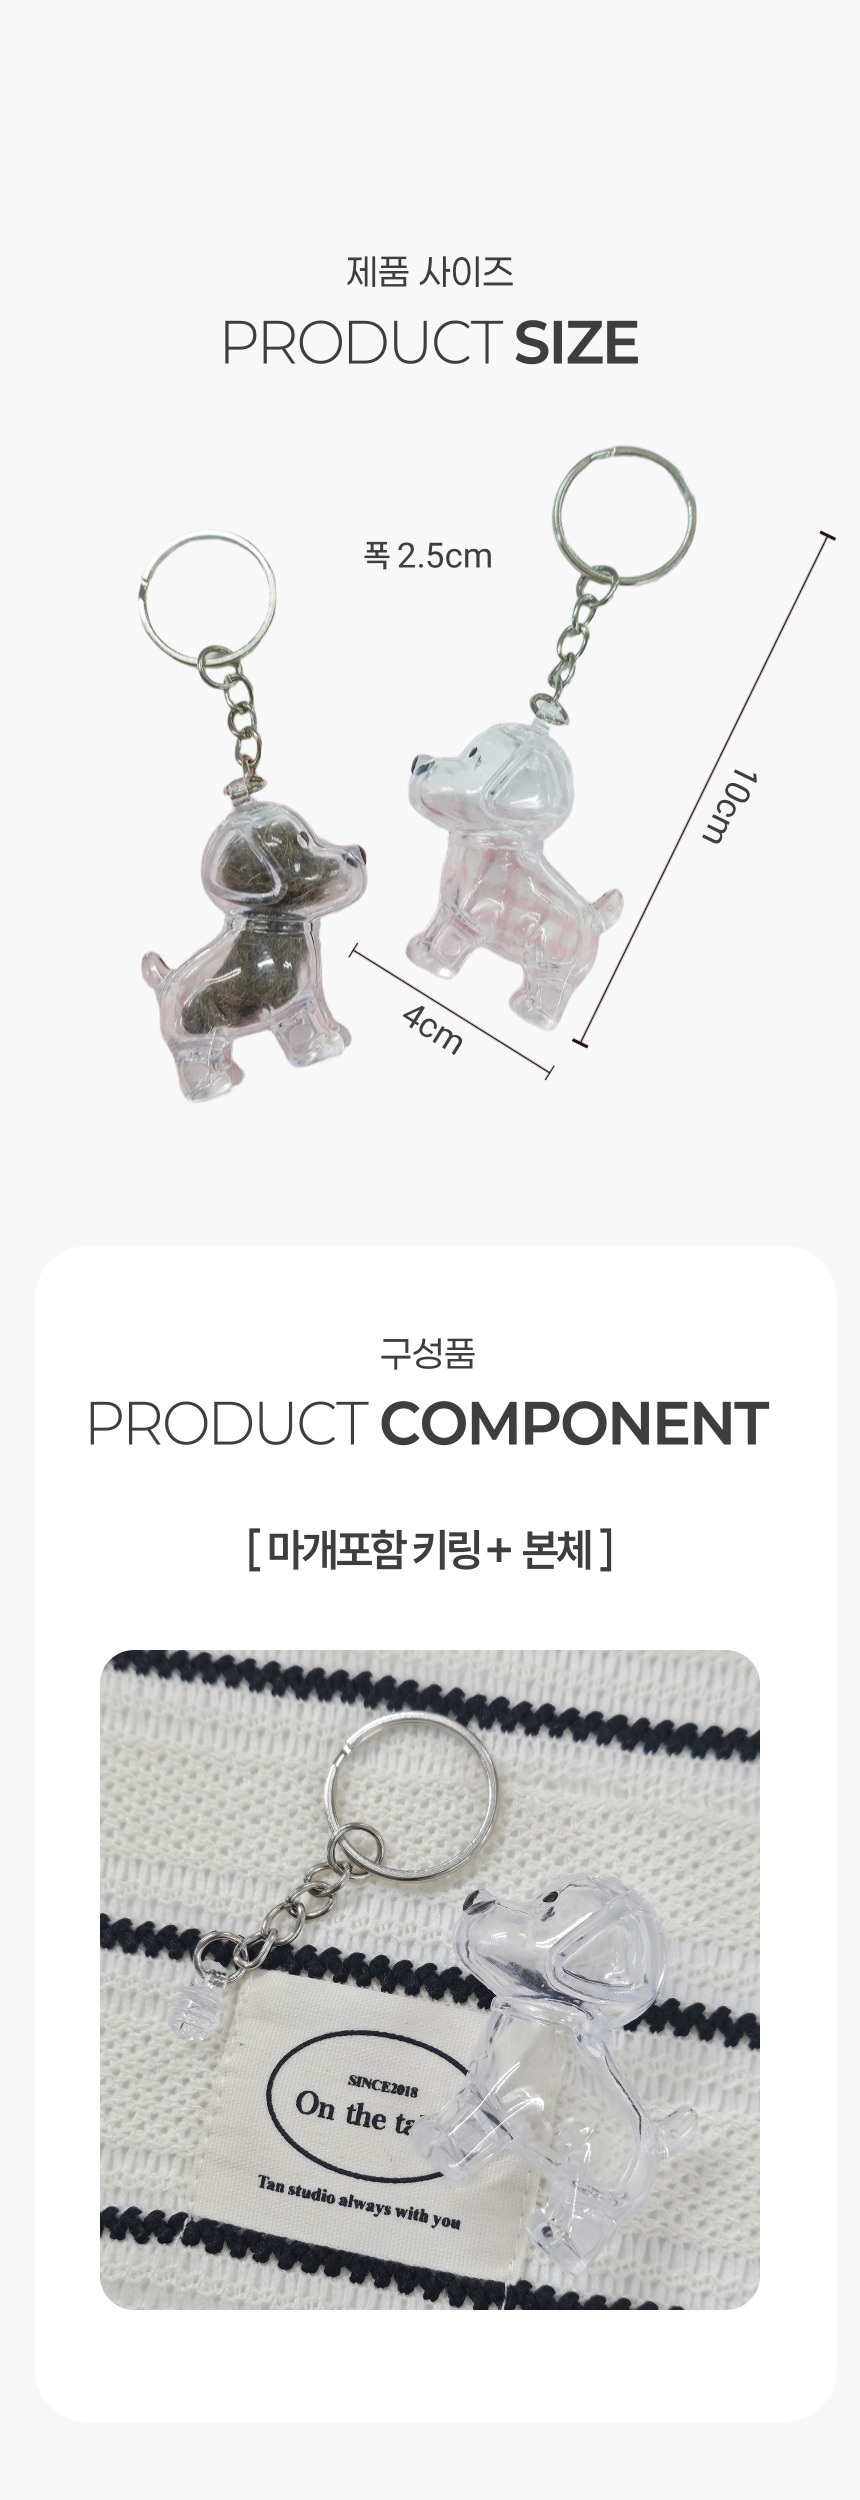 제품 사이즈
PRODUCT SIZE
폭 2.5cm
10cm
4cm
구성품
PRODUCT COMPONENT
[ 마개포함 키링 + 본체 ]
SINCE2018
On the
Tan studio always with you